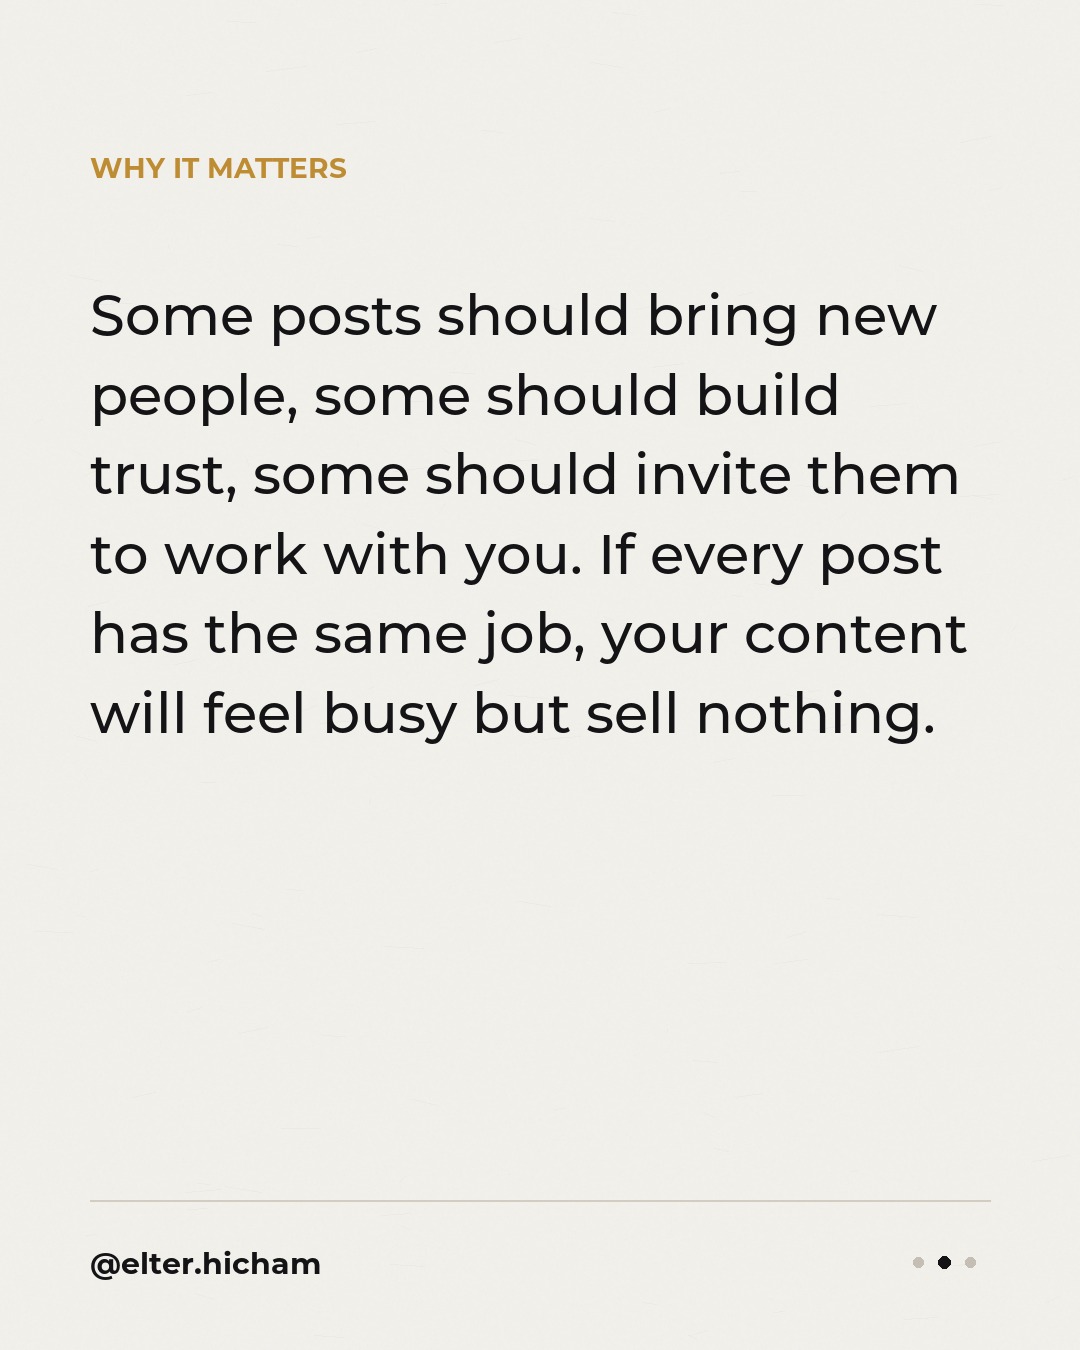 WHY IT MATTERS
Some posts should bring new
people, some should build
trust, some should invite them
to work with you. If every post
has the same job, your content
will feel busy but sell nothing.
@elter.hicham